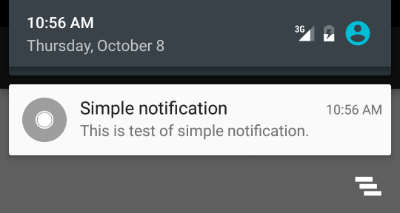 10:56 AM
Thursday, October 8
3G
Simple notification
10:56 AM
This is test of simple notification.